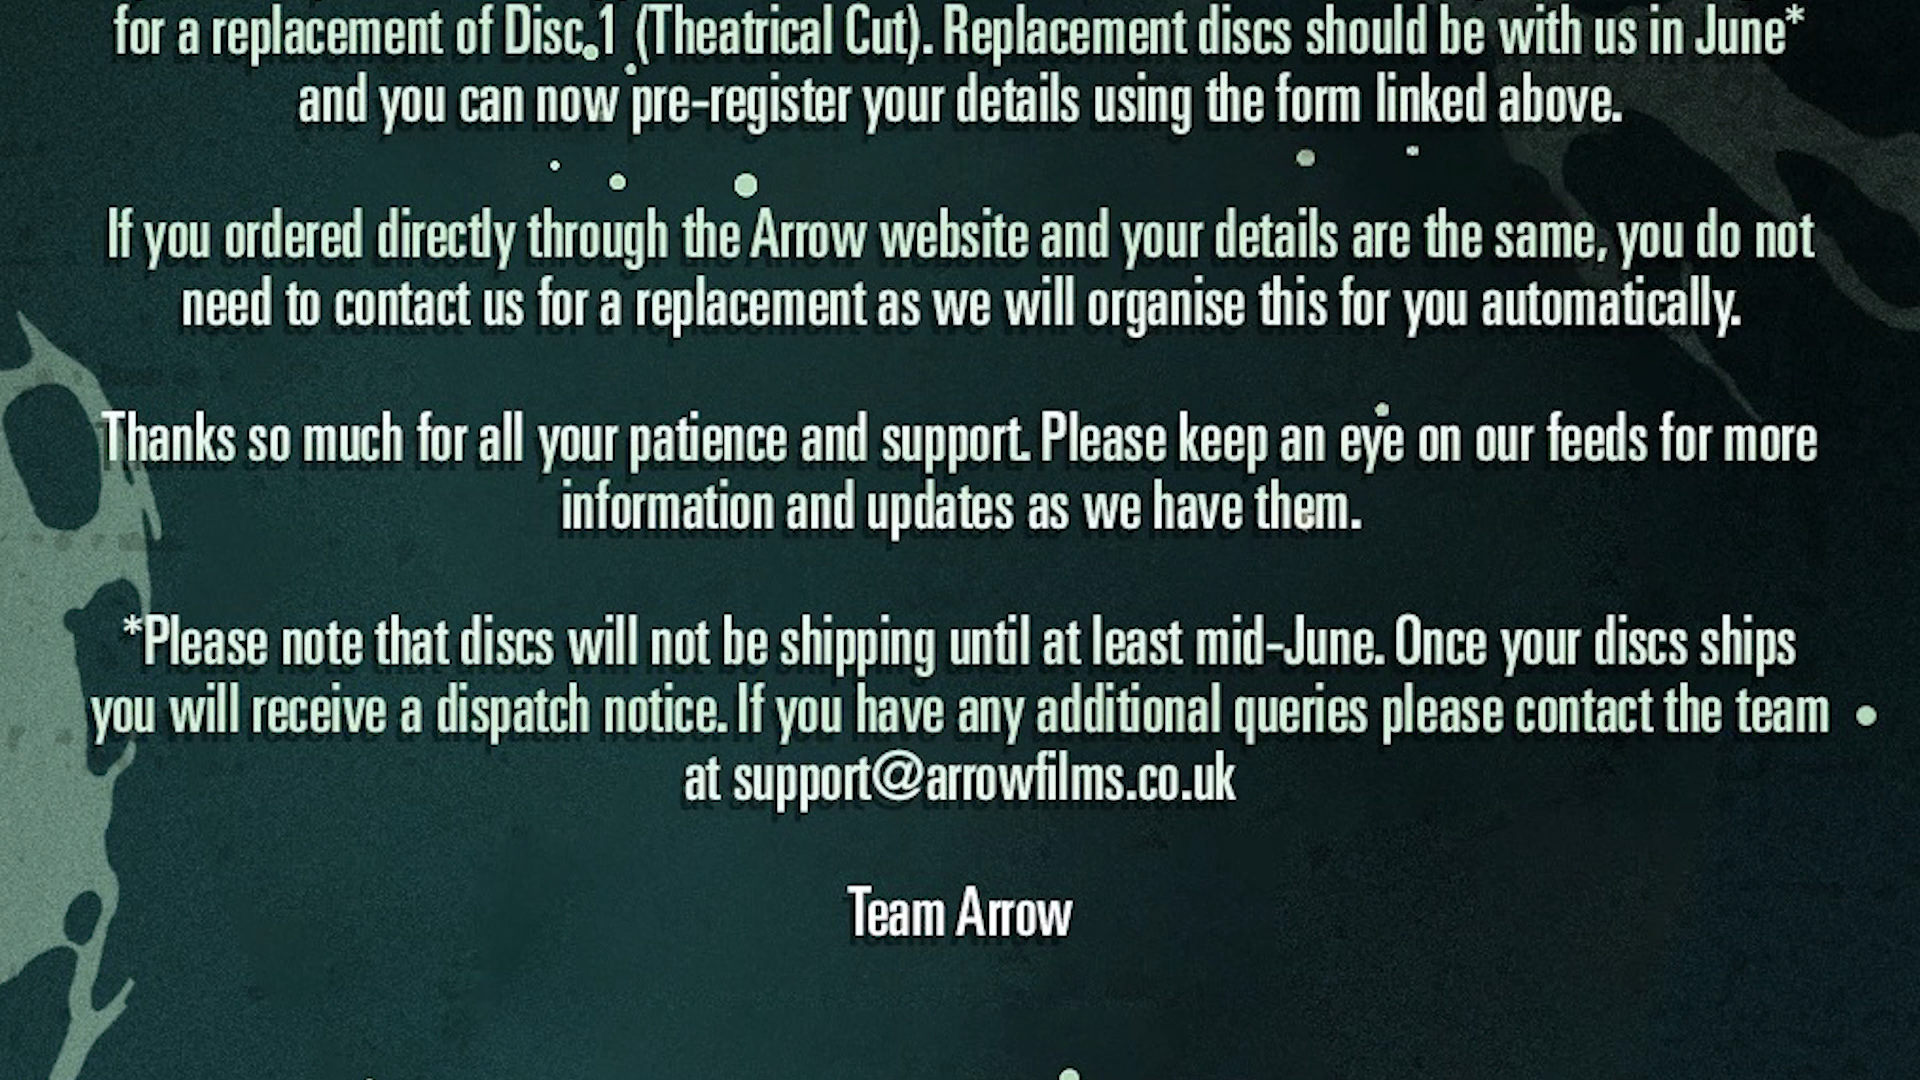 for a replacement of Disc 1 (Theatrical Cut). Replacement discs should be with us in June*
and you can now pre-register your details using the form linked above.
If you ordered directly through the Arrow website and your details are the same, you do not
need to contact us for a replacement as we will organise this for you automatically.
Thanks so much for all your patience and support. Please keep an eye on our feeds for more
information and updates as we have them.
*Please note that discs will not be shipping until at least mid-June. Once your discs ships
you will receive a dispatch notice. If you have any additional queries please contact the team
at support@arrowfilms.co.uk
Team Arrow